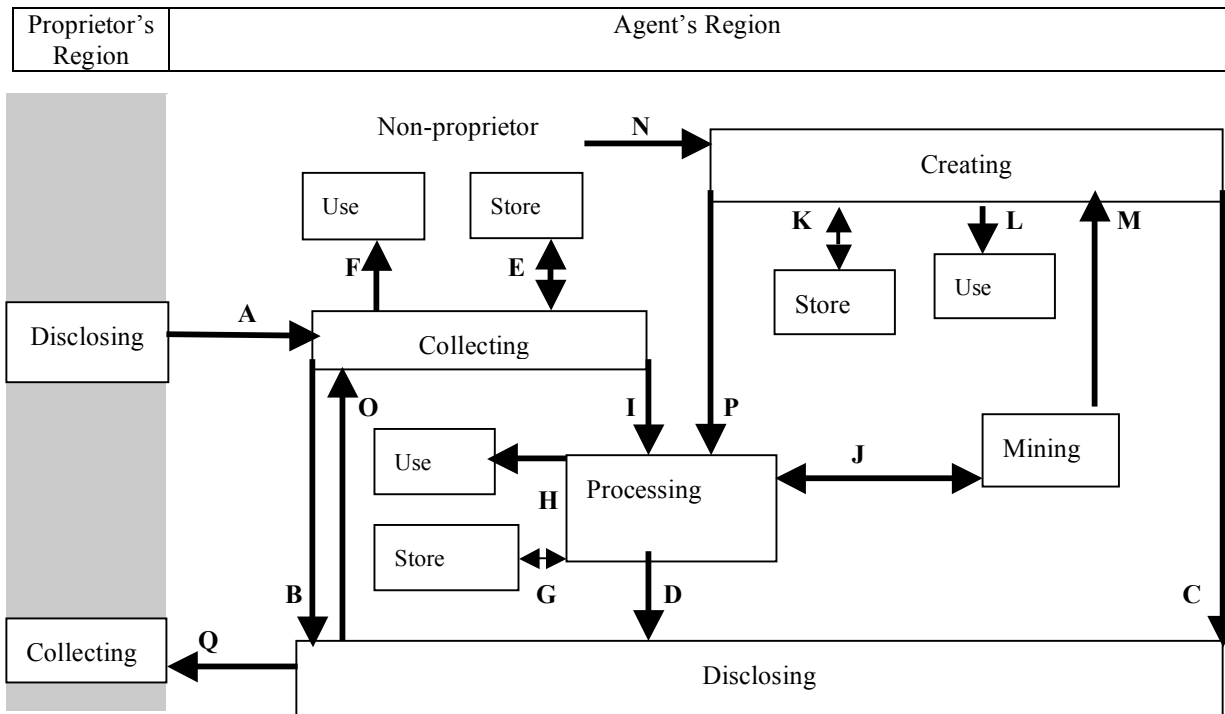 Proprietor's
Region
Agent's Region
Non-proprietor
N
Creating
Use
Store
K
L
M
F
E
Store
Use
Disclosing
A
Collecting
O
I
P
Use
Processing
J
Mining
H
Store
G
B
D
C
Collecting
Q
Disclosing